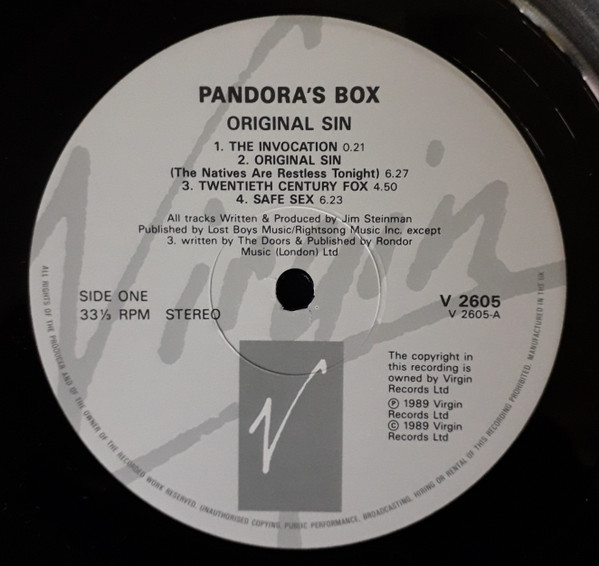 PANDORA'S BOX
ORIGINAL SIN
1. THE INVOCATION 0.21
2. ORIGINAL SIN
(The Natives Are Restless Tonight) 6.27
3. TWENTIETH CENTURY FOX 4.50
4. SAFE SEX 6.23
All tracks Written & Produced by Jim Steinman
Published by Lost Boys Music/Rightsong Music Inc. except
3. written by The Doors & Published by Rondor
Music (London) Ltd
Virgin
SIDE ONE
33⅓ RPM STEREO
V 2605
V 2605-A
The copyright in
this recording is
owned by Virgin
Records Ltd
Ⓟ 1989 Virgin
Records Ltd
© 1989 Virgin
Records Ltd
V
ALL RIGHTS OF THE PRODUCER AND OF THE OWNER OF THE RECORDED WORK RESERVED. UNAUTHORISED COPYING, PUBLIC PERFORMANCE, BROADCASTING, HIRING OR RENTAL OF THIS RECORDING PROHIBITED. MANUFACTURED IN THE UK